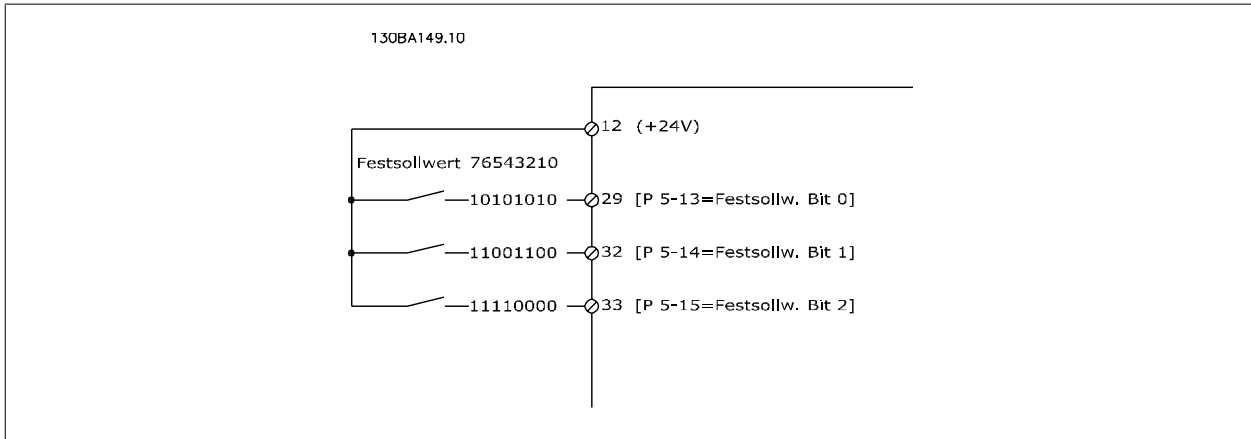 130BA149.10
12 (+24V)
Festsollwert 76543210
10101010 29 [P 5-13=Festsollw. Bit 0]
11001100 32 [P 5-14=Festsollw. Bit 1]
11110000 33 [P 5-15=Festsollw. Bit 2]